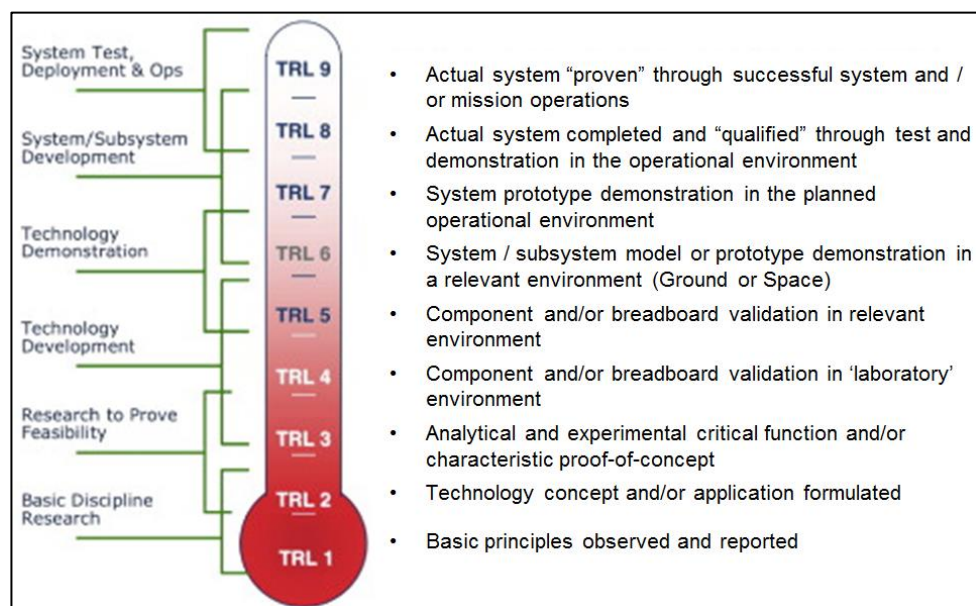 System Test,
Deployment & Ops
System/Subsystem
Development
Technology
Demonstration
Technology
Development
Research to Prove
Feasibility
Basic Discipline
Research
TRL 9
TRL 8
TRL 7
TRL 6
TRL 5
TRL 4
TRL 3
TRL 2
TRL 1
• Actual system “proven” through successful system and /
or mission operations
• Actual system completed and “qualified” through test and
demonstration in the operational environment
• System prototype demonstration in the planned
operational environment
• System / subsystem model or prototype demonstration in
a relevant environment (Ground or Space)
• Component and/or breadboard validation in relevant
environment
• Component and/or breadboard validation in ‘laboratory’
environment
• Analytical and experimental critical function and/or
characteristic proof-of-concept
• Technology concept and/or application formulated
• Basic principles observed and reported